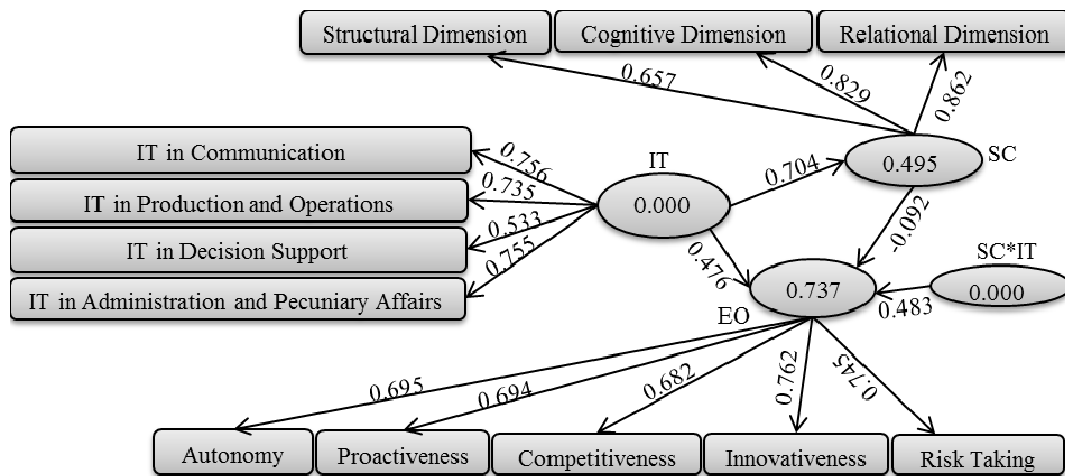 Structural Dimension
Cognitive Dimension
Relational Dimension
0.657
0.829
0.862
IT in Communication
IT in Production and Operations
IT in Decision Support
IT in Administration and Pecuniary Affairs
0.756
0.735
0.533
0.755
IT
0.000
0.704
0.495
SC
0.476
-0.092
SC*IT
0.000
0.737
EO
0.483
0.695
0.694
0.682
0.762
0.745
Autonomy
Proactiveness
Competitiveness
Innovativeness
Risk Taking